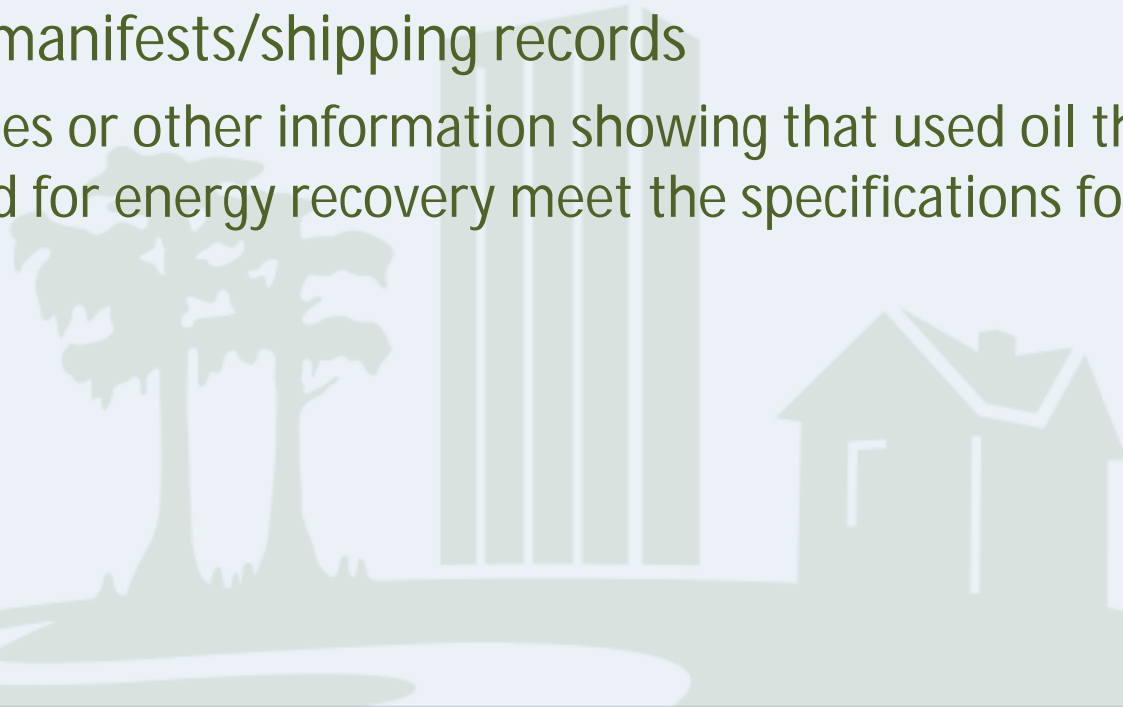 manifests/shipping records
es or other information showing that used oil th
d for energy recovery meet the specifications fo